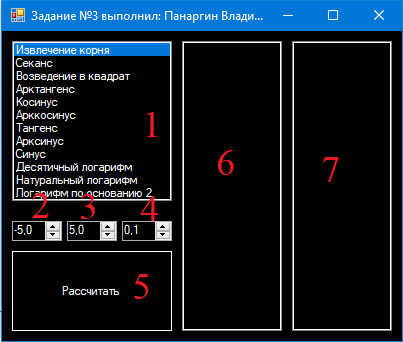 Задание №3 выполнил: Панаргин Влади...
Извлечение корня
Секанс
Возведение в квадрат
Арктангенс
Косинус
Арккосинус
Тангенс
Арксинус
Синус
Десятичный логарифм
Натуральный логарифм
Логарифм по основанию 2
1
6
7
2 3 4
-5,0 5,0 0,1
Рассчитать 5